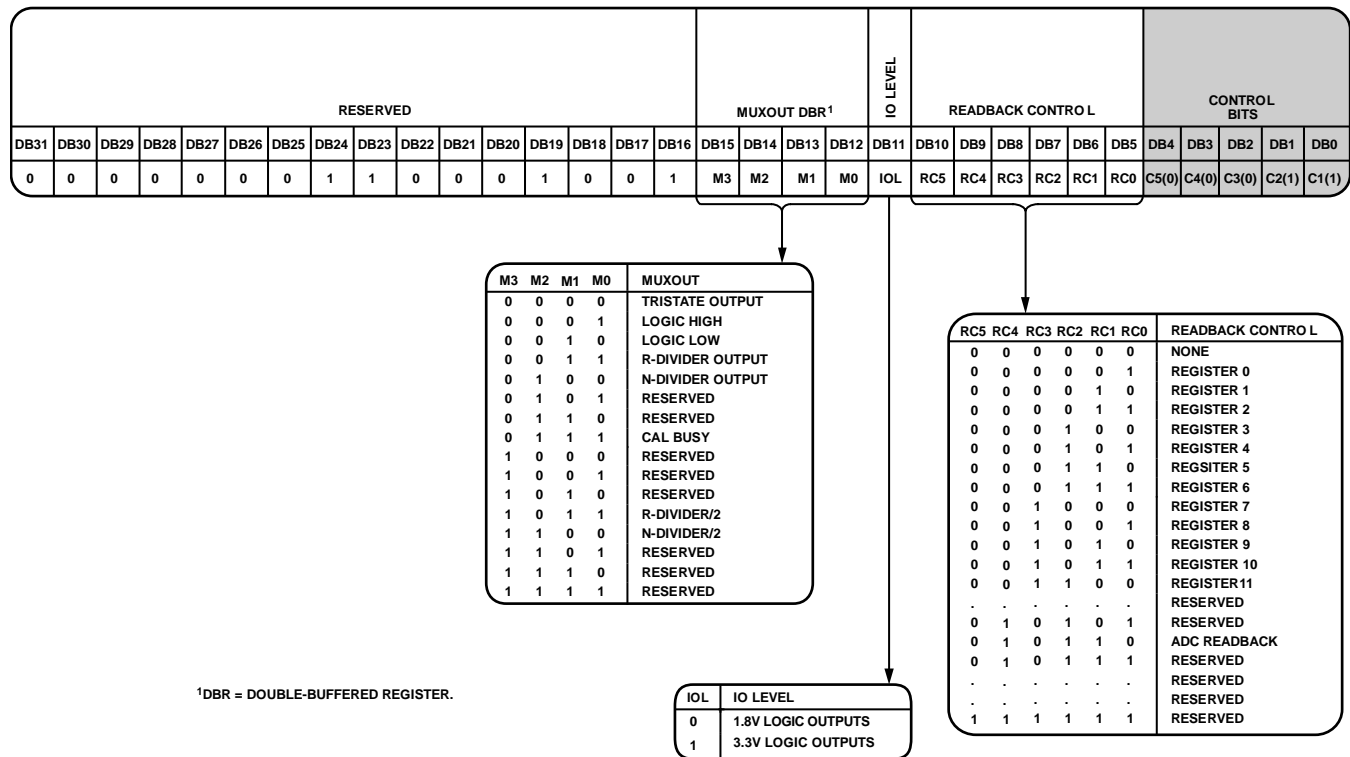 RESERVED
MUXOUT DBR1
IO LEVEL
READBACK CONTRO L
CONTRO L
BITS
DB31 DB30 DB29 DB28 DB27 DB26 DB25 DB24 DB23 DB22 DB21 DB20 DB19 DB18 DB17 DB16 DB15 DB14 DB13 DB12 DB11 DB10 DB9 DB8 DB7 DB6 DB5 DB4 DB3 DB2 DB1 DB0
0 0 0 0 0 0 0 1 1 0 0 0 1 0 0 1 M3 M2 M1 M0 IOL RC5 RC4 RC3 RC2 RC1 RC0 C5(0) C4(0) C3(0) C2(1) C1(1)
M3 M2 M1 M0 MUXOUT
0 0 0 0 TRISTATE OUTPUT
0 0 0 1 LOGIC HIGH
0 0 1 0 LOGIC LOW
0 0 1 1 R-DIVIDER OUTPUT
0 1 0 0 N-DIVIDER OUTPUT
0 1 0 1 RESERVED
0 1 1 0 RESERVED
0 1 1 1 CAL BUSY
1 0 0 0 RESERVED
1 0 0 1 RESERVED
1 0 1 0 RESERVED
1 0 1 1 R-DIVIDER/2
1 1 0 0 N-DIVIDER/2
1 1 0 1 RESERVED
1 1 1 0 RESERVED
1 1 1 1 RESERVED
RC5 RC4 RC3 RC2 RC1 RC0 READBACK CONTRO L
0 0 0 0 0 0 NONE
0 0 0 0 0 1 REGISTER 0
0 0 0 0 1 0 REGISTER 1
0 0 0 0 1 1 REGISTER 2
0 0 0 1 0 0 REGISTER 3
0 0 0 1 0 1 REGISTER 4
0 0 0 1 1 0 REGSITER 5
0 0 0 1 1 1 REGISTER 6
0 0 1 0 0 0 REGISTER 7
0 0 1 0 0 1 REGISTER 8
0 0 1 0 1 0 REGISTER 9
0 0 1 0 1 1 REGISTER 10
0 0 1 1 0 0 REGISTER11
. . . . . . RESERVED
0 1 0 1 0 1 RESERVED
0 1 0 1 1 0 ADC READBACK
0 1 0 1 1 1 RESERVED
. . . . . . RESERVED
. . . . . . RESERVED
1 1 1 1 1 1 RESERVED
1DBR = DOUBLE-BUFFERED REGISTER.
IOL IO LEVEL
0 1.8V LOGIC OUTPUTS
1 3.3V LOGIC OUTPUTS